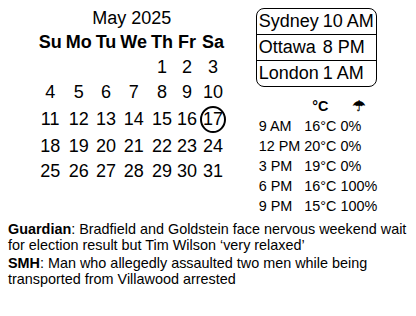 May 2025
Su Mo Tu We Th Fr Sa
1 2 3
4 5 6 7 8 9 10
11 12 13 14 15 16 17
18 19 20 21 22 23 24
25 26 27 28 29 30 31
Sydney 10 AM
Ottawa 8 PM
London 1 AM
°C ☂
9 AM 16°C 0%
12 PM 20°C 0%
3 PM 19°C 0%
6 PM 16°C 100%
9 PM 15°C 100%
Guardian: Bradfield and Goldstein face nervous weekend wait
for election result but Tim Wilson ‘very relaxed’
SMH: Man who allegedly assaulted two men while being
transported from Villawood arrested